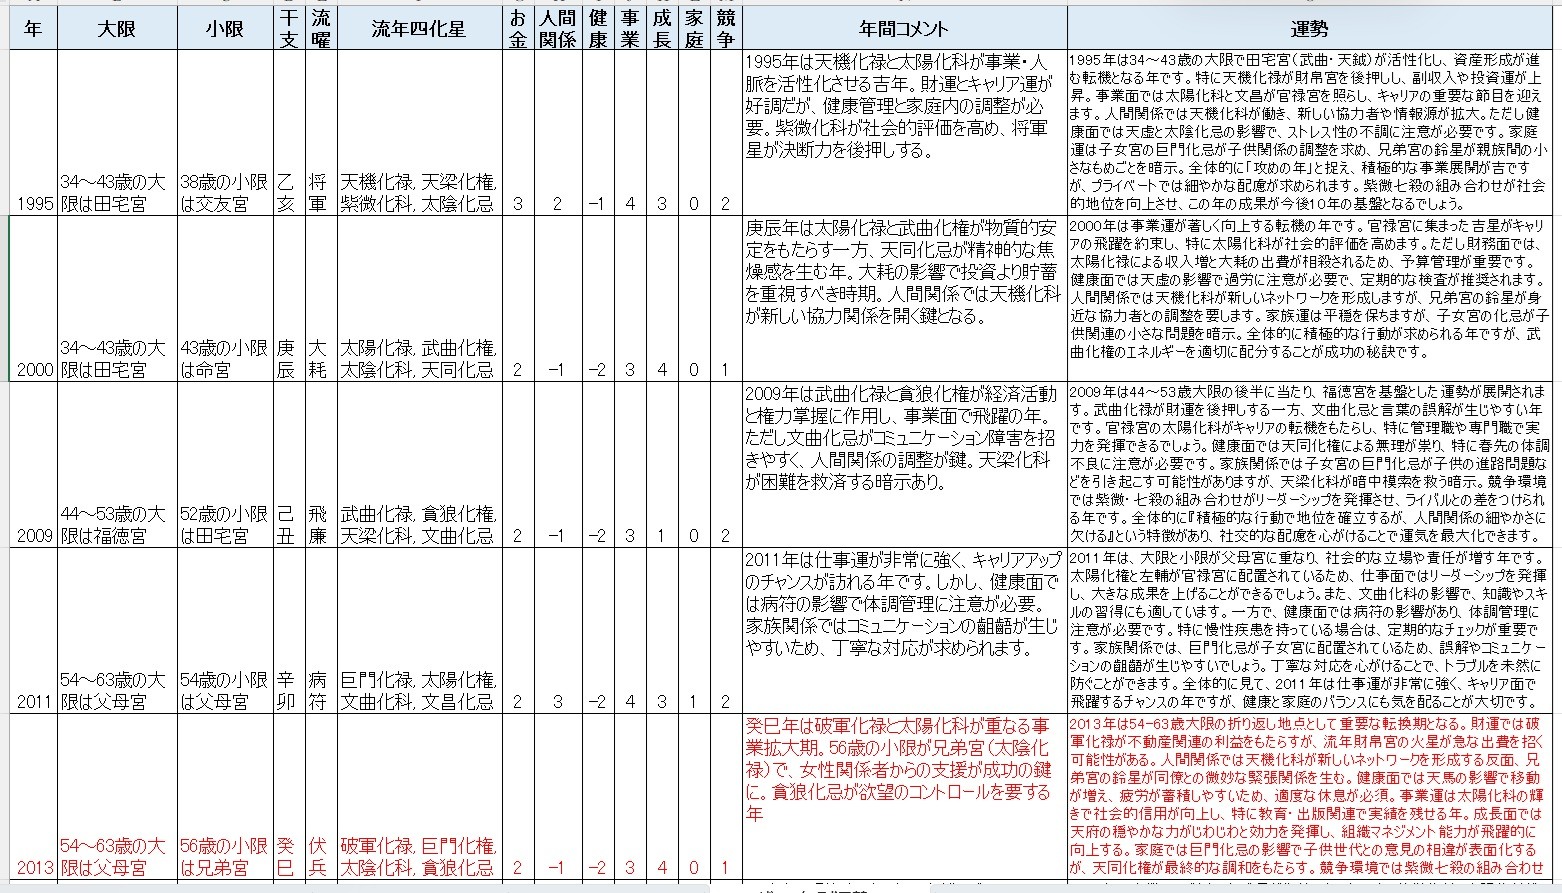 年 大限 小限 干支 流曜 流年四化星 お金 人間関係 健康 事業 成長 家庭 競争 年間コメント 運勢
1995
34～43歳の大
限は田宅宮
38歳の小限
は交友宮
乙
亥
将
軍
天機化禄, 天梁化権,
紫微化科, 太陰化忌
3 2 −1 4 3 0 2
1995年は天機化禄と太陽化科が事業・人
脈を活性化させる吉年。財運とキャリア運が
好調だが、健康管理と家庭内の調整が必
要。紫微化科が社会的評価を高め、将軍
星が決断力を後押しする。
1995年は34～43歳の大限で田宅宮（武曲・天鉞）が活性化し、資産形成が進
む転機となる年です。特に天機化禄が財帛宮を後押しし、副収入や投資運が上
昇。事業面では太陽化科と文昌が官禄宮を照らし、キャリアの重要な節目を迎え
ます。人間関係では天機化科が働き、新しい協力者や情報源が拡大。ただし健
康面では天虚と太陰化忌の影響で、ストレス性の不調に注意が必要です。家庭
運は子女宮の巨門化忌が子供関係の調整を求め、兄弟宮の鈴星が親族間の小
さなもめごとを暗示。全体的に「攻めの年」と捉え、積極的な事業展開が吉です
が、プライベートでは細やかな配慮が求められます。紫微七殺の組み合わせが社会
的地位を向上させ、この年の成果が今後10年の基盤となるでしょう。
2000
34～43歳の大
限は田宅宮
43歳の小限
は命宮
庚
辰
大
耗
太陽化禄, 武曲化権,
太陰化科, 天同化忌
2 −1 −2 3 4 0 1
庚辰年は太陽化禄と武曲化権が物質的安
定をもたらす一方、天同化忌が精神的な焦
燥感を生む年。大耗の影響で投資より貯蓄
を重視すべき時期。人間関係では天機化科
が新しい協力関係を開く鍵となる。
2000年は事業運が著しく向上する転機の年です。官禄宮に集まった吉星がキャリ
アの飛躍を約束し、特に太陽化科が社会的評価を高めます。ただし財務面では、
太陽化禄による収入増と大耗の出費が相殺されるため、予算管理が重要です。
健康面では天虚の影響で過労に注意が必要で、定期的な検査が推奨されます。
人間関係では天機化科が新しいネットワークを形成しますが、兄弟宮の鈴星が身
近な協力者との調整を要します。家族運は平穏を保ちますが、子女宮の化忌が子
供関連の小さな問題を暗示。全体的に積極的な行動が求められる年ですが、武
曲化権のエネルギーを適切に配分することが成功の秘訣です。
2009
44～53歳の大
限は福徳宮
52歳の小限
は田宅宮
己
丑
飛
廉
武曲化禄, 貪狼化権,
天梁化科, 文曲化忌
2 −1 −2 3 1 0 2
2009年は武曲化禄と貪狼化権が経済活動
と権力掌握に作用し、事業面で飛躍の年。
ただし文曲化忌がコミュニケーション障害を招
きやすく、人間関係の調整が鍵。天梁化科
が困難を救済する暗示あり。
2009年は44～53歳大限の後半に当たり、福徳宮を基盤とした運勢が展開されま
す。武曲化禄が財運を後押しする一方、文曲化忌と言葉の誤解が生じやすい年
です。官禄宮の太陽化科がキャリアの転機をもたらし、特に管理職や専門職で実
力を発揮できるでしょう。健康面では天同化権による無理が祟り、特に春先の体調
不良に注意が必要です。家族関係では子女宮の巨門化忌が子供の進路問題な
どを引き起こす可能性がありますが、天梁化科が暗中模索を救う暗示。競争環境
では紫微・七殺の組み合わせがリーダーシップを発揮させ、ライバルとの差をつけられ
る年です。全体的に『積極的な行動で地位を確立するが、人間関係の細やかさに
欠ける』という特徴があり、社交的な配慮を心がけることで運気を最大化できます。
2011
54～63歳の大
限は父母宮
54歳の小限
は父母宮
辛
卯
病
符
巨門化禄, 太陽化権,
文曲化科, 文昌化忌
2 3 −2 4 3 1 2
2011年は仕事運が非常に強く、キャリアアップ
のチャンスが訪れる年です。しかし、健康面で
は病符の影響で体調管理に注意が必要。
家族関係ではコミュニケーションの齟齬が生じ
やすいため、丁寧な対応が求められます。
2011年は、大限と小限が父母宮に重なり、社会的な立場や責任が増す年です。
太陽化権と左輔が官禄宮に配置されているため、仕事面ではリーダーシップを発揮
し、大きな成果を上げることができるでしょう。また、文曲化科の影響で、知識やスキ
ルの習得にも適しています。一方で、健康面では病符の影響があり、体調管理に
注意が必要です。特に慢性疾患を持っている場合は、定期的なチェックが重要で
す。家族関係では、巨門化忌が子女宮に配置されているため、誤解やコミュニケー
ションの齟齬が生じやすいでしょう。丁寧な対応を心がけることで、トラブルを未然に
防ぐことができます。全体的に見て、2011年は仕事運が非常に強く、キャリア面で
飛躍するチャンスの年ですが、健康と家庭のバランスにも気を配ることが大切です。
2013
54～63歳の大
限は父母宮
56歳の小限
は兄弟宮
癸
巳
伏
兵
破軍化禄, 巨門化権,
太陰化科, 貪狼化忌
2 −1 −2 3 4 0 1
癸巳年は破軍化禄と太陽化科が重なる事
業拡大期。56歳の小限が兄弟宮（太陰化
禄）で、女性関係者からの支援が成功の鍵
に。貪狼化忌が欲望のコントロールを要する
年
2013年は54-63歳大限の折り返し地点として重要な転換期となる。財運では破
軍化禄が不動産関連の利益をもたらすが、流年財帛宮の火星が急な出費を招く
可能性がある。人間関係では天機化科が新しいネットワークを形成する反面、兄
弟宮の鈴星が同僚との微妙な緊張関係を生む。健康面では天馬の影響で移動
が増え、疲労が蓄積しやすいため、適度な休息が必須。事業運は太陽化科の輝
きで社会的信用が向上し、特に教育・出版関連で実績を残せる年。成長面では
天府の穏やかな力がじわじわと効力を発揮し、組織マネジメント能力が飛躍的に
向上する。家庭では巨門化忌の影響で子供世代との意見の相違が表面化する
が、天同化権が最終的な調和をもたらす。競争環境では紫微七殺の組み合わせ